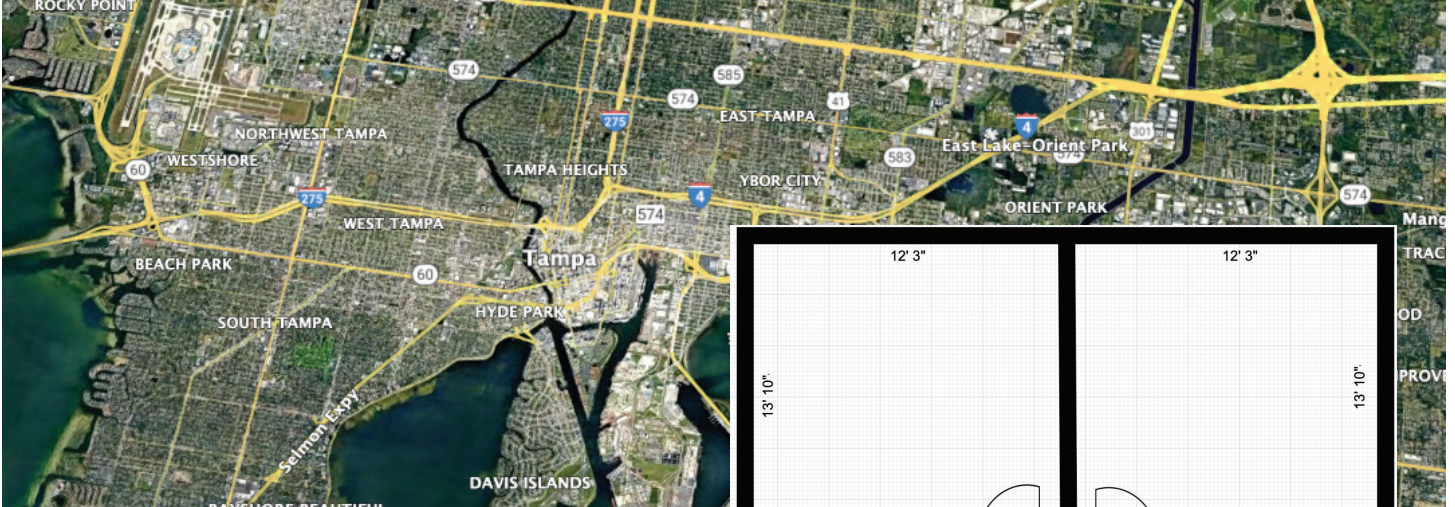 ROCKY POINT
574
585
574
41
275
EAST TAMPA
4
301
NORTHWEST TAMPA
East Lake-Orient Park
574
WESTSHORE
583
60
TAMPA HEIGHTS
YBOR CITY
275
4
574
574
ORIENT PARK
WEST TAMPA
Mang
Tampa
TRAC
BEACH PARK
60
12' 3"
12' 3"
HYDE PARK
OD
SOUTH TAMPA
13' 10"
13' 10"
PROVE
Selmon Expy
DAVIS ISLANDS
BAYSHORE BEAUTIFUL